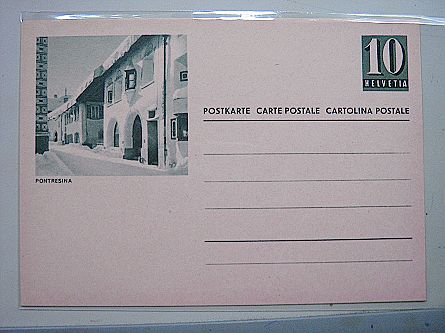 10
HELVETIA
POSTKARTE CARTE POSTALE CARTOLINA POSTALE
PONTRESINA